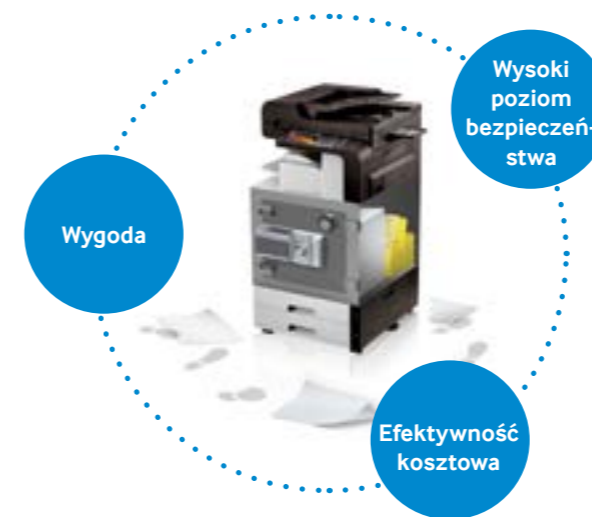 Wysoki
poziom
bezpieczeń-
stwa
Wygoda
Efektywność
kosztowa